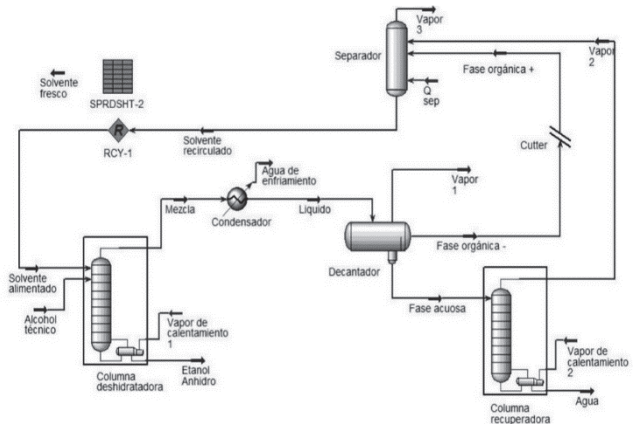 Vapor
3
Separador
Fase orgánica +
Vapor
2
Q
sep
Solvente
fresco
SPRDSHT-2
R
RCY-1
Solvente
recirculado
Cutter
Agua de
enfriamiento
Mezcla
Condensador
Liquido
Vapor
1
Decantador
Fase orgánica -
Solvente
alimentado
Fase acuosa
Alcohol
técnico
Vapor de
calentamiento
1
Vapor de
calentamiento
2
Columna
deshidratadora
Etanol
Anhidro
Columna
recuperadora
Agua